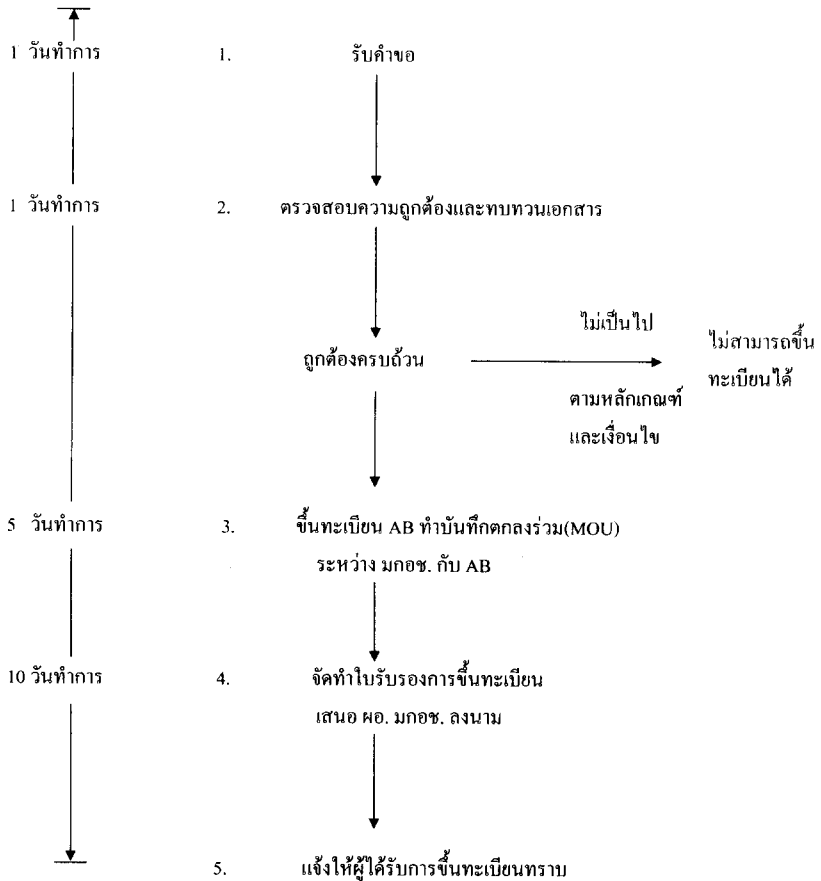 1 วันทำการ 1. รับคำขอ
1 วันทำการ 2. ตรวจสอบความถูกต้องและทบทวนเอกสาร
ไม่เป็นไป
ถูกต้องครบถ้วน
ไม่สามารถขึ้น
ทะเบียนได้
ตามหลักเกณฑ์
และเงื่อนไข
5 วันทำการ 3. ขึ้นทะเบียน AB ทำบันทึกตกลงร่วม(MOU)
ระหว่าง มกอช. กับ AB
10 วันทำการ 4. จัดทำใบรับรองการขึ้นทะเบียน
เสนอ ผอ. มกอช. ลงนาม
5. แจ้งให้ผู้ได้รับการขึ้นทะเบียนทราบ